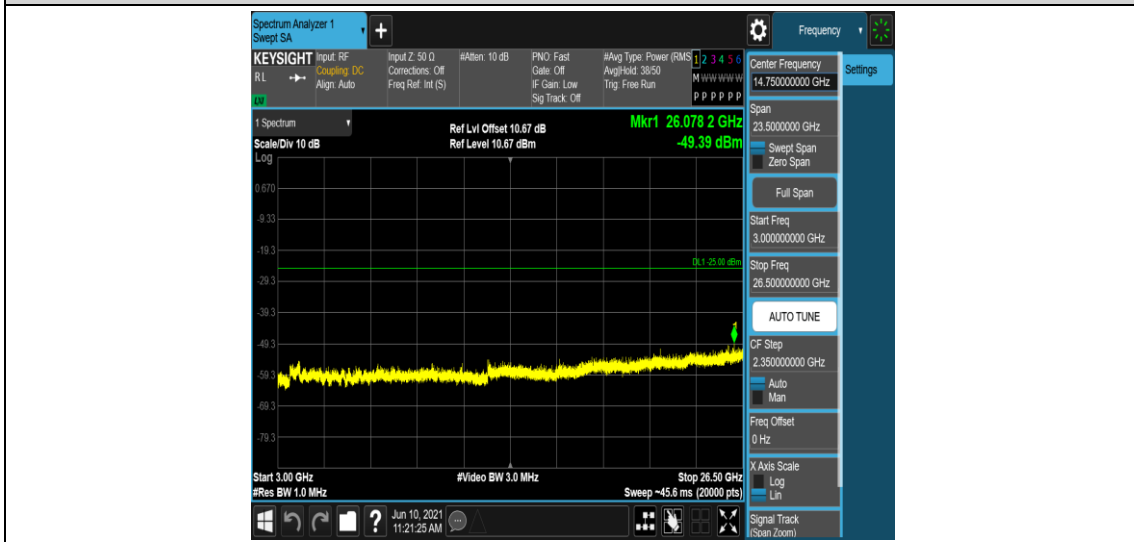 Spectrum Analyzer 1
Swept SA
+
Frequency
KEYSIGHT
RL
Input: RF
Coupling: DC
Align: Auto
Input Z: 50 Ω
Corrections: Off
Freq Ref: Int (S)
#Atten: 10 dB
PNO: Fast
Gate: Off
IF Gain: Low
Sig Track: Off
#Avg Type: Power (RMS
Avg|Hold: 38/50
Trig: Free Run
1 2 3 4 5 6
M W W W W W
P P P P P P
1 Spectrum
Scale/Div 10 dB
Log
Ref Lvl Offset 10.67 dB
Ref Level 10.67 dBm
Mkr1 26.078 2 GHz
-49.39 dBm
0.670
-9.33
-19.3
DL1 -25.00 dBm
-29.3
-39.3
1
-49.3
-59.3
-69.3
-79.3
Start 3.00 GHz
#Res BW 1.0 MHz
#Video BW 3.0 MHz
Stop 26.50 GHz
Sweep ~45.6 ms (20000 pts)
Center Frequency
14.750000000 GHz
Settings
Span
23.5000000 GHz
Swept Span
Zero Span
Full Span
Start Freq
3.000000000 GHz
Stop Freq
26.500000000 GHz
AUTO TUNE
CF Step
2.350000000 GHz
Auto
Man
Freq Offset
0 Hz
X Axis Scale
Log
Lin
Signal Track
(Span Zoom)
?
Jun 10, 2021
11:21:25 AM